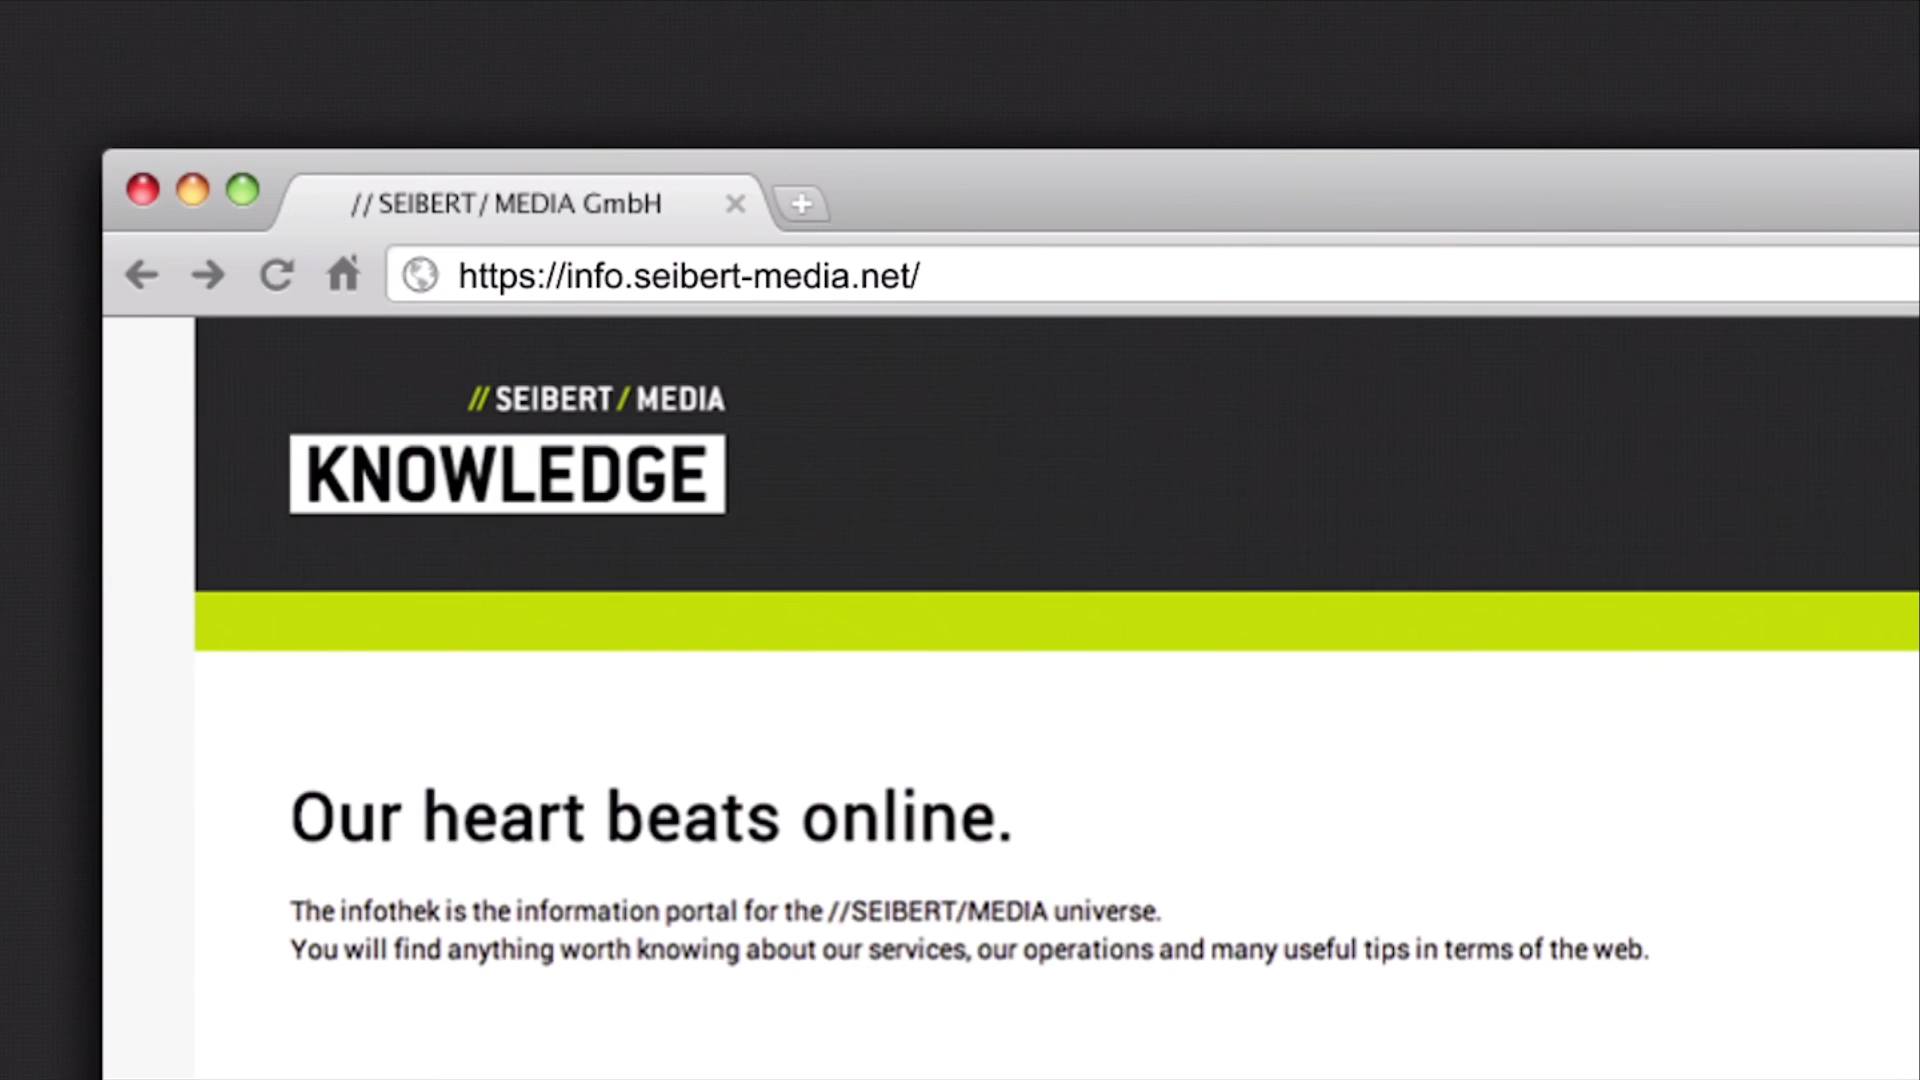 // SEIBERT/ MEDIA GmbH
https://info.seibert-media.net/
// SEIBERT / MEDIA
KNOWLEDGE
Our heart beats online.
The infothek is the information portal for the //SEIBERT/MEDIA universe.
You will find anything worth knowing about our services, our operations and many useful tips in terms of the web.